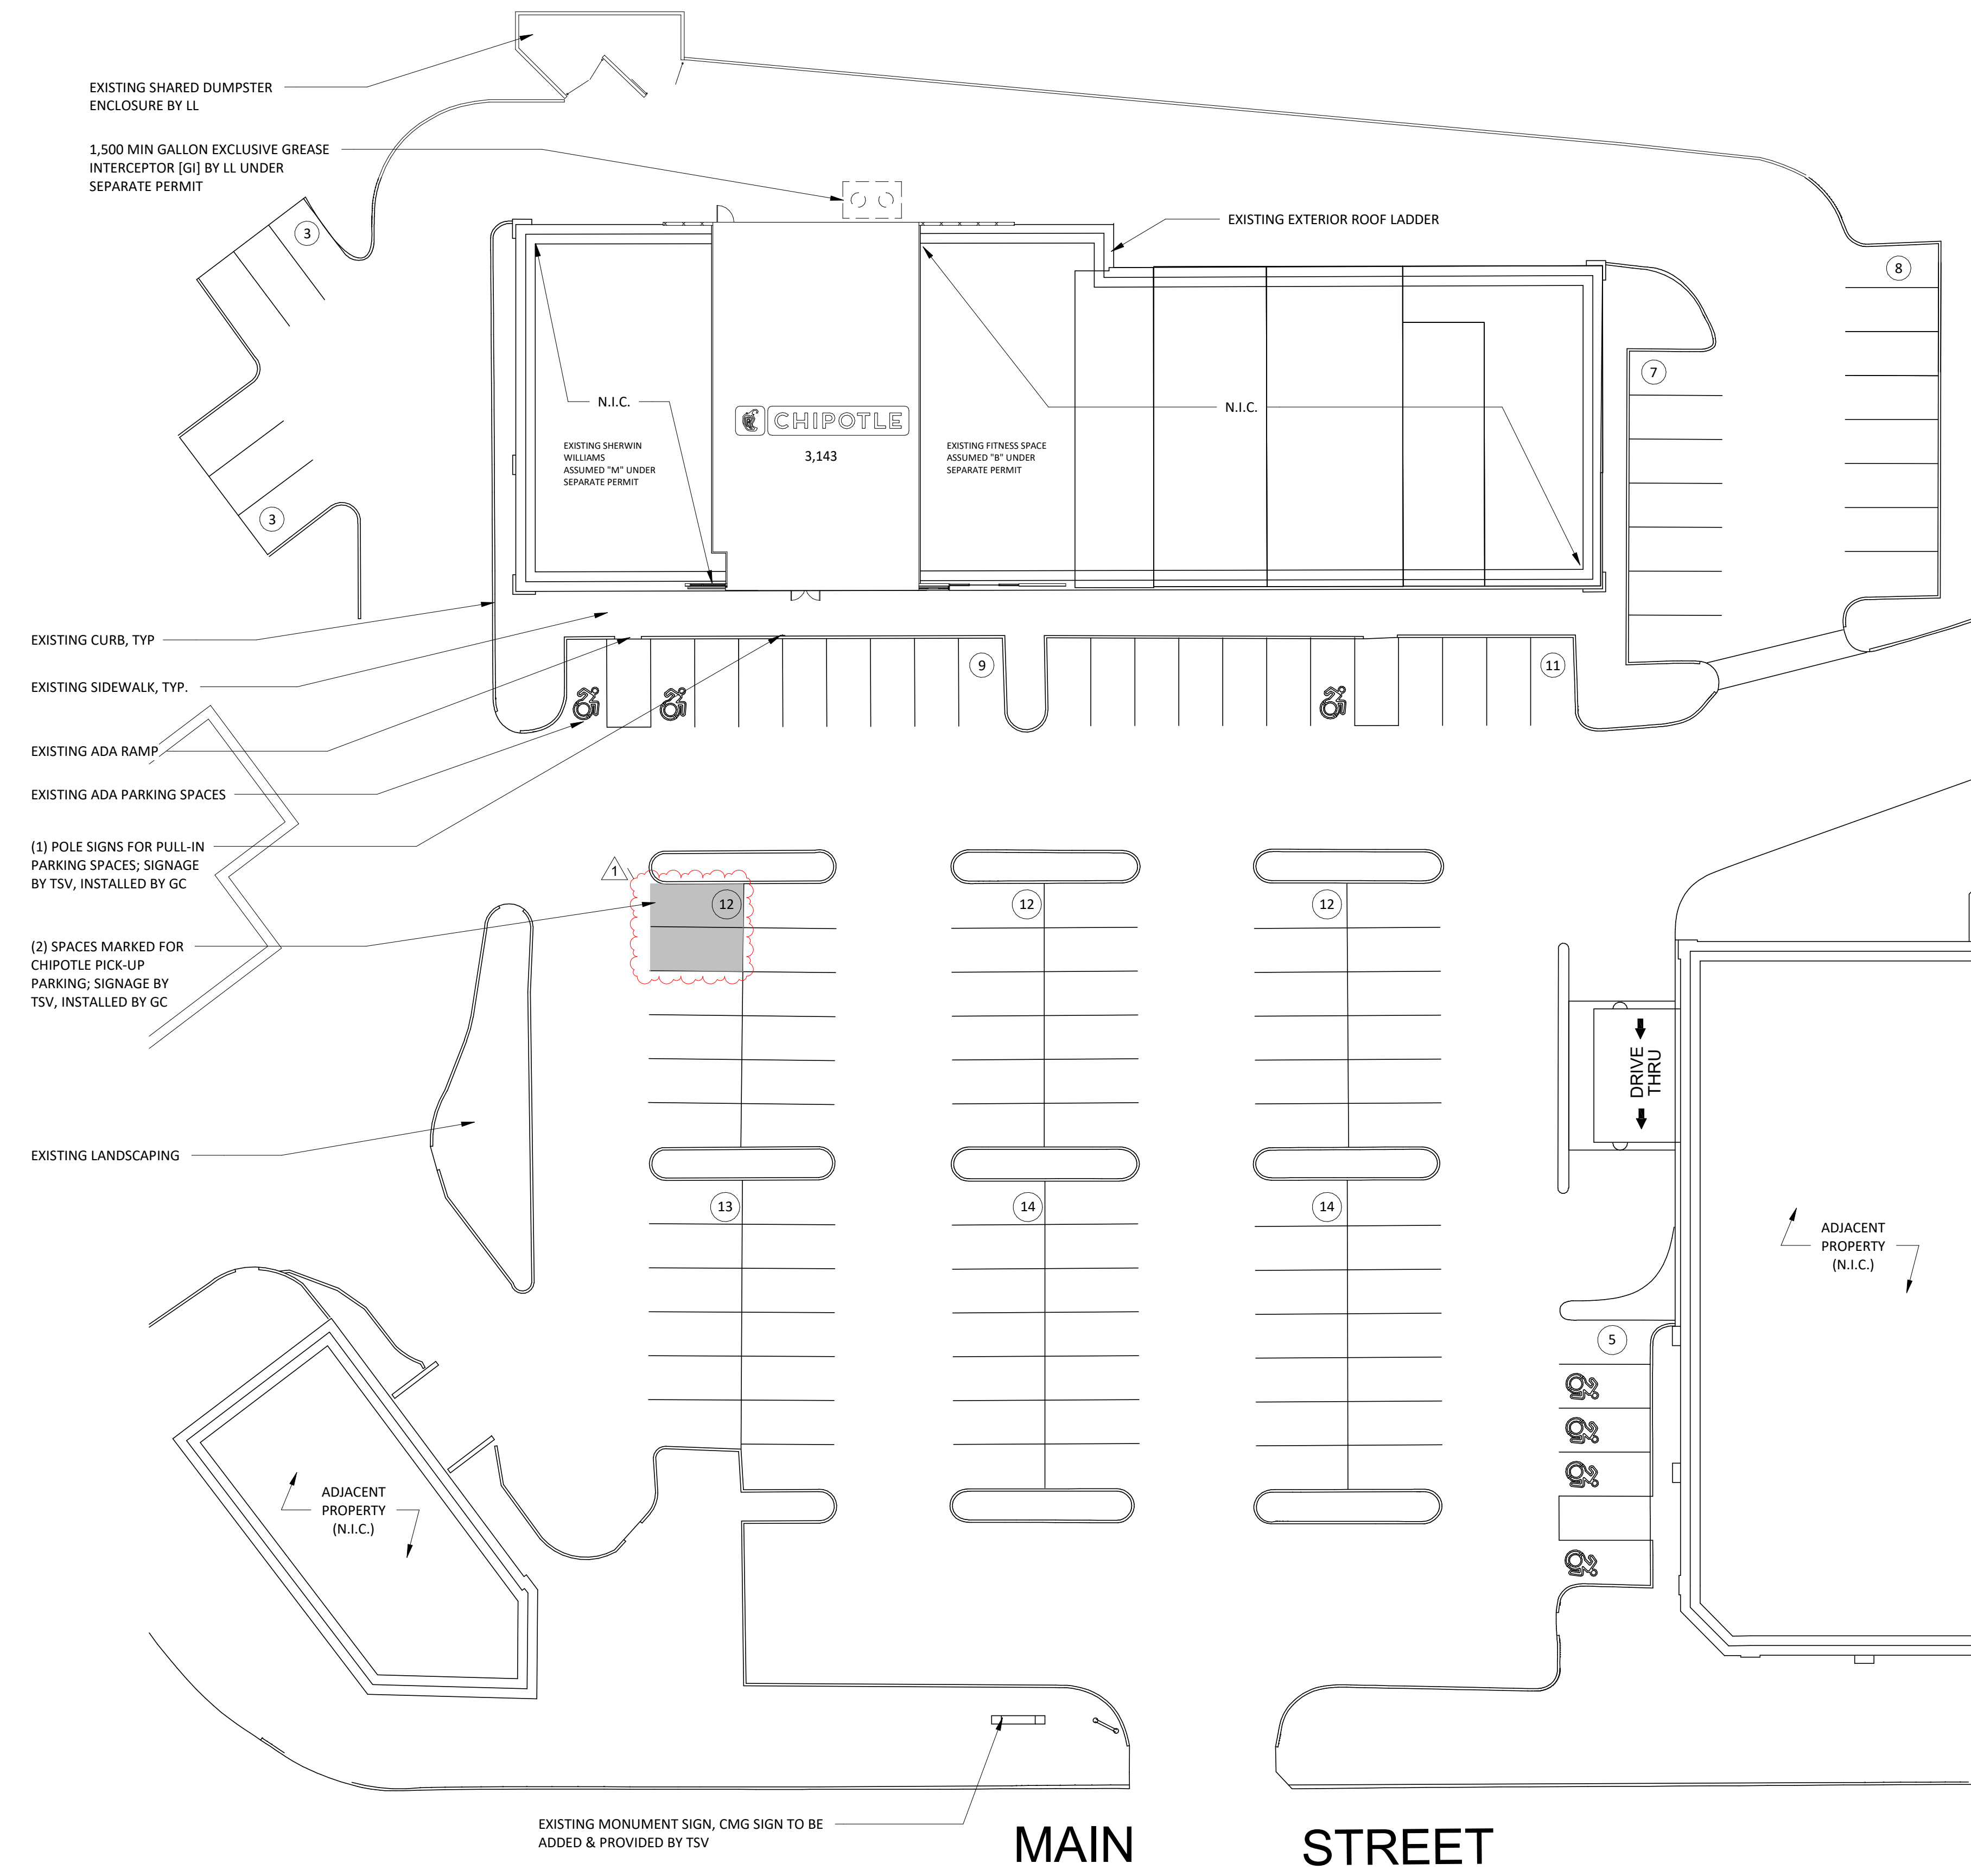 EXISTING SHARED DUMPSTER
ENCLOSURE BY LL
1,500 MIN GALLON EXCLUSIVE GREASE
INTERCEPTOR [GI] BY LL UNDER
SEPARATE PERMIT
EXISTING EXTERIOR ROOF LADDER
3
8
7
N.I.C.
N.I.C.
CHIPOTLE
3,143
EXISTING SHERWIN
WILLIAMS
ASSUMED "M" UNDER
SEPARATE PERMIT
EXISTING FITNESS SPACE
ASSUMED "B" UNDER
SEPARATE PERMIT
3
EXISTING CURB, TYP
EXISTING SIDEWALK, TYP.
9
11
EXISTING ADA RAMP
EXISTING ADA PARKING SPACES
(1) POLE SIGNS FOR PULL-IN
PARKING SPACES; SIGNAGE
BY TSV, INSTALLED BY GC
1
12
12
12
(2) SPACES MARKED FOR
CHIPOTLE PICK-UP
PARKING; SIGNAGE BY
TSV, INSTALLED BY GC
DRIVE
THRU
EXISTING LANDSCAPING
13
14
14
ADJACENT
PROPERTY
(N.I.C.)
5
ADJACENT
PROPERTY
(N.I.C.)
EXISTING MONUMENT SIGN, CMG SIGN TO BE
ADDED & PROVIDED BY TSV
MAIN STREET